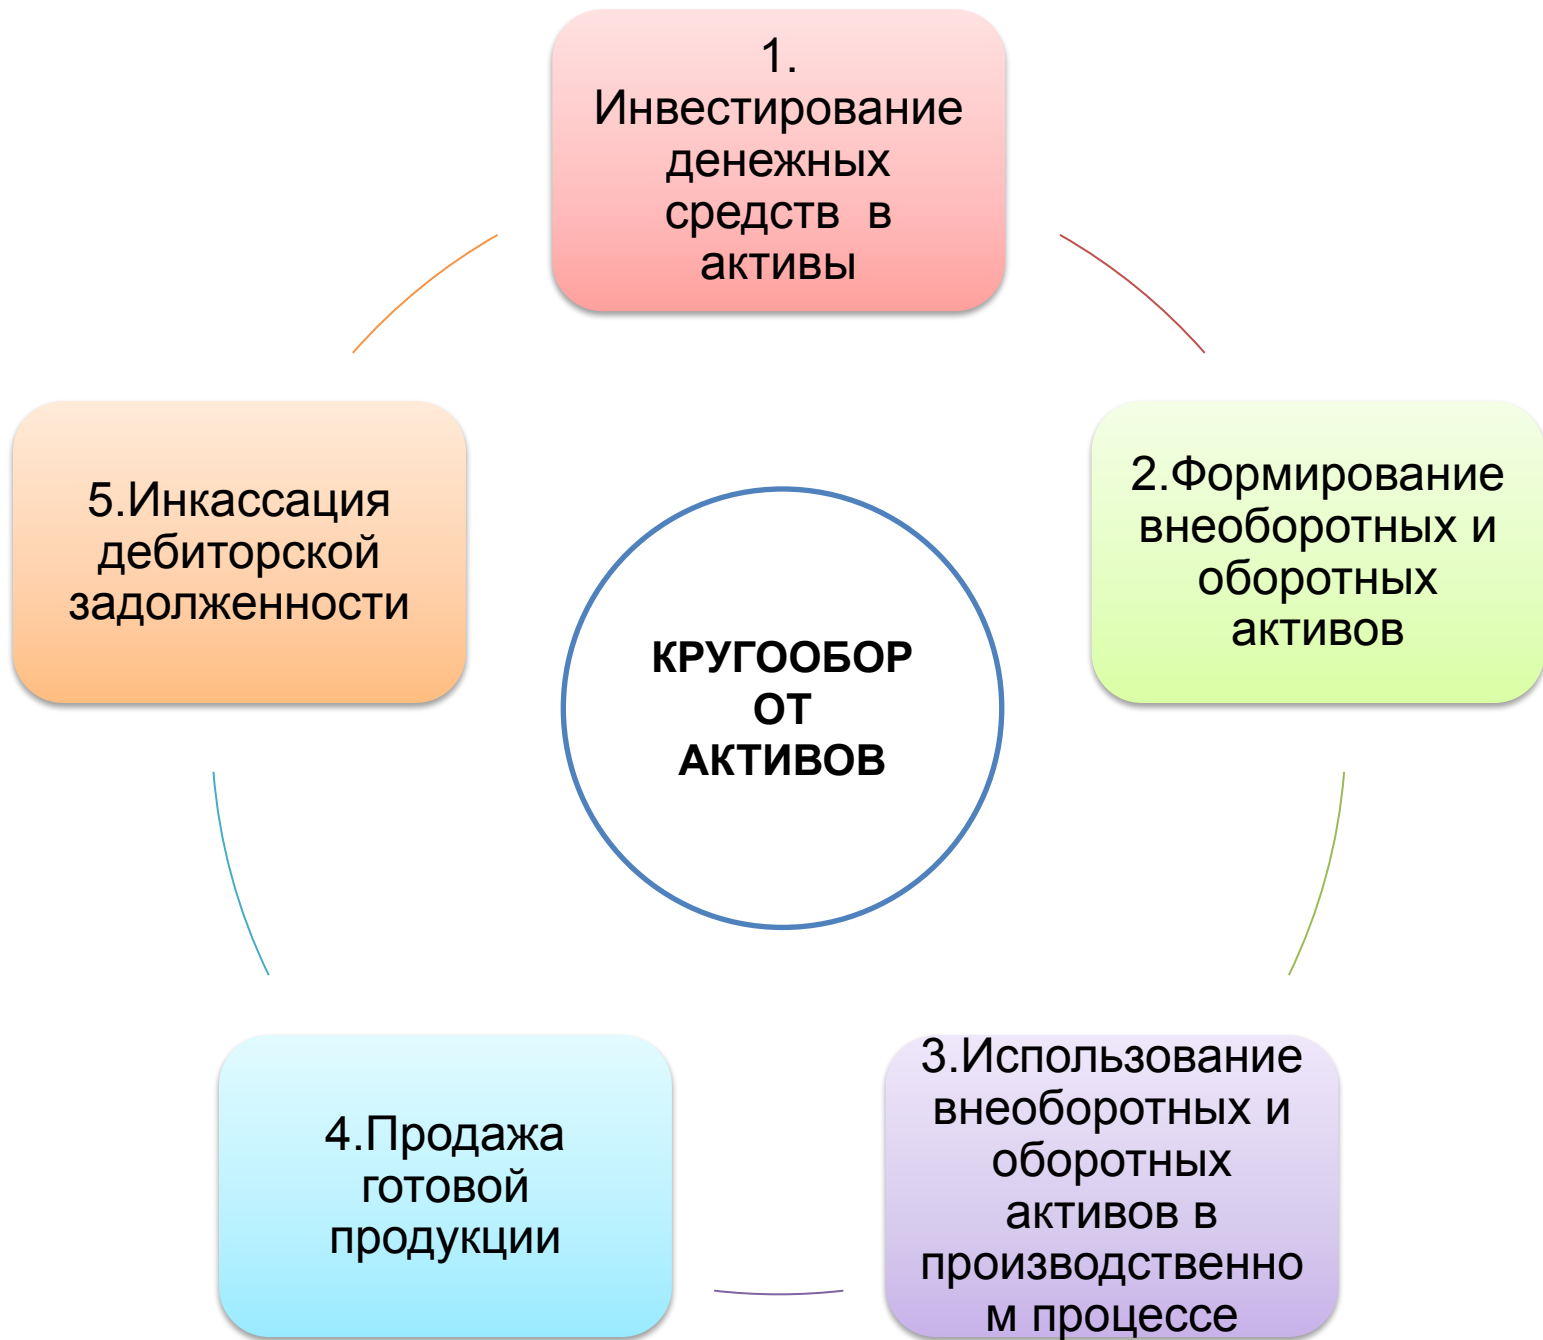 1.
Инвестирование
денежных
средств в
активы
2.Формирование
внеоборотных и
оборотных
активов
3.Использование
внеоборотных и
оборотных
активов в
производственно
м процессе
4.Продажа
готовой
продукции
5.Инкассация
дебиторской
задолженности
КРУГООБОР
ОТ
АКТИВОВ